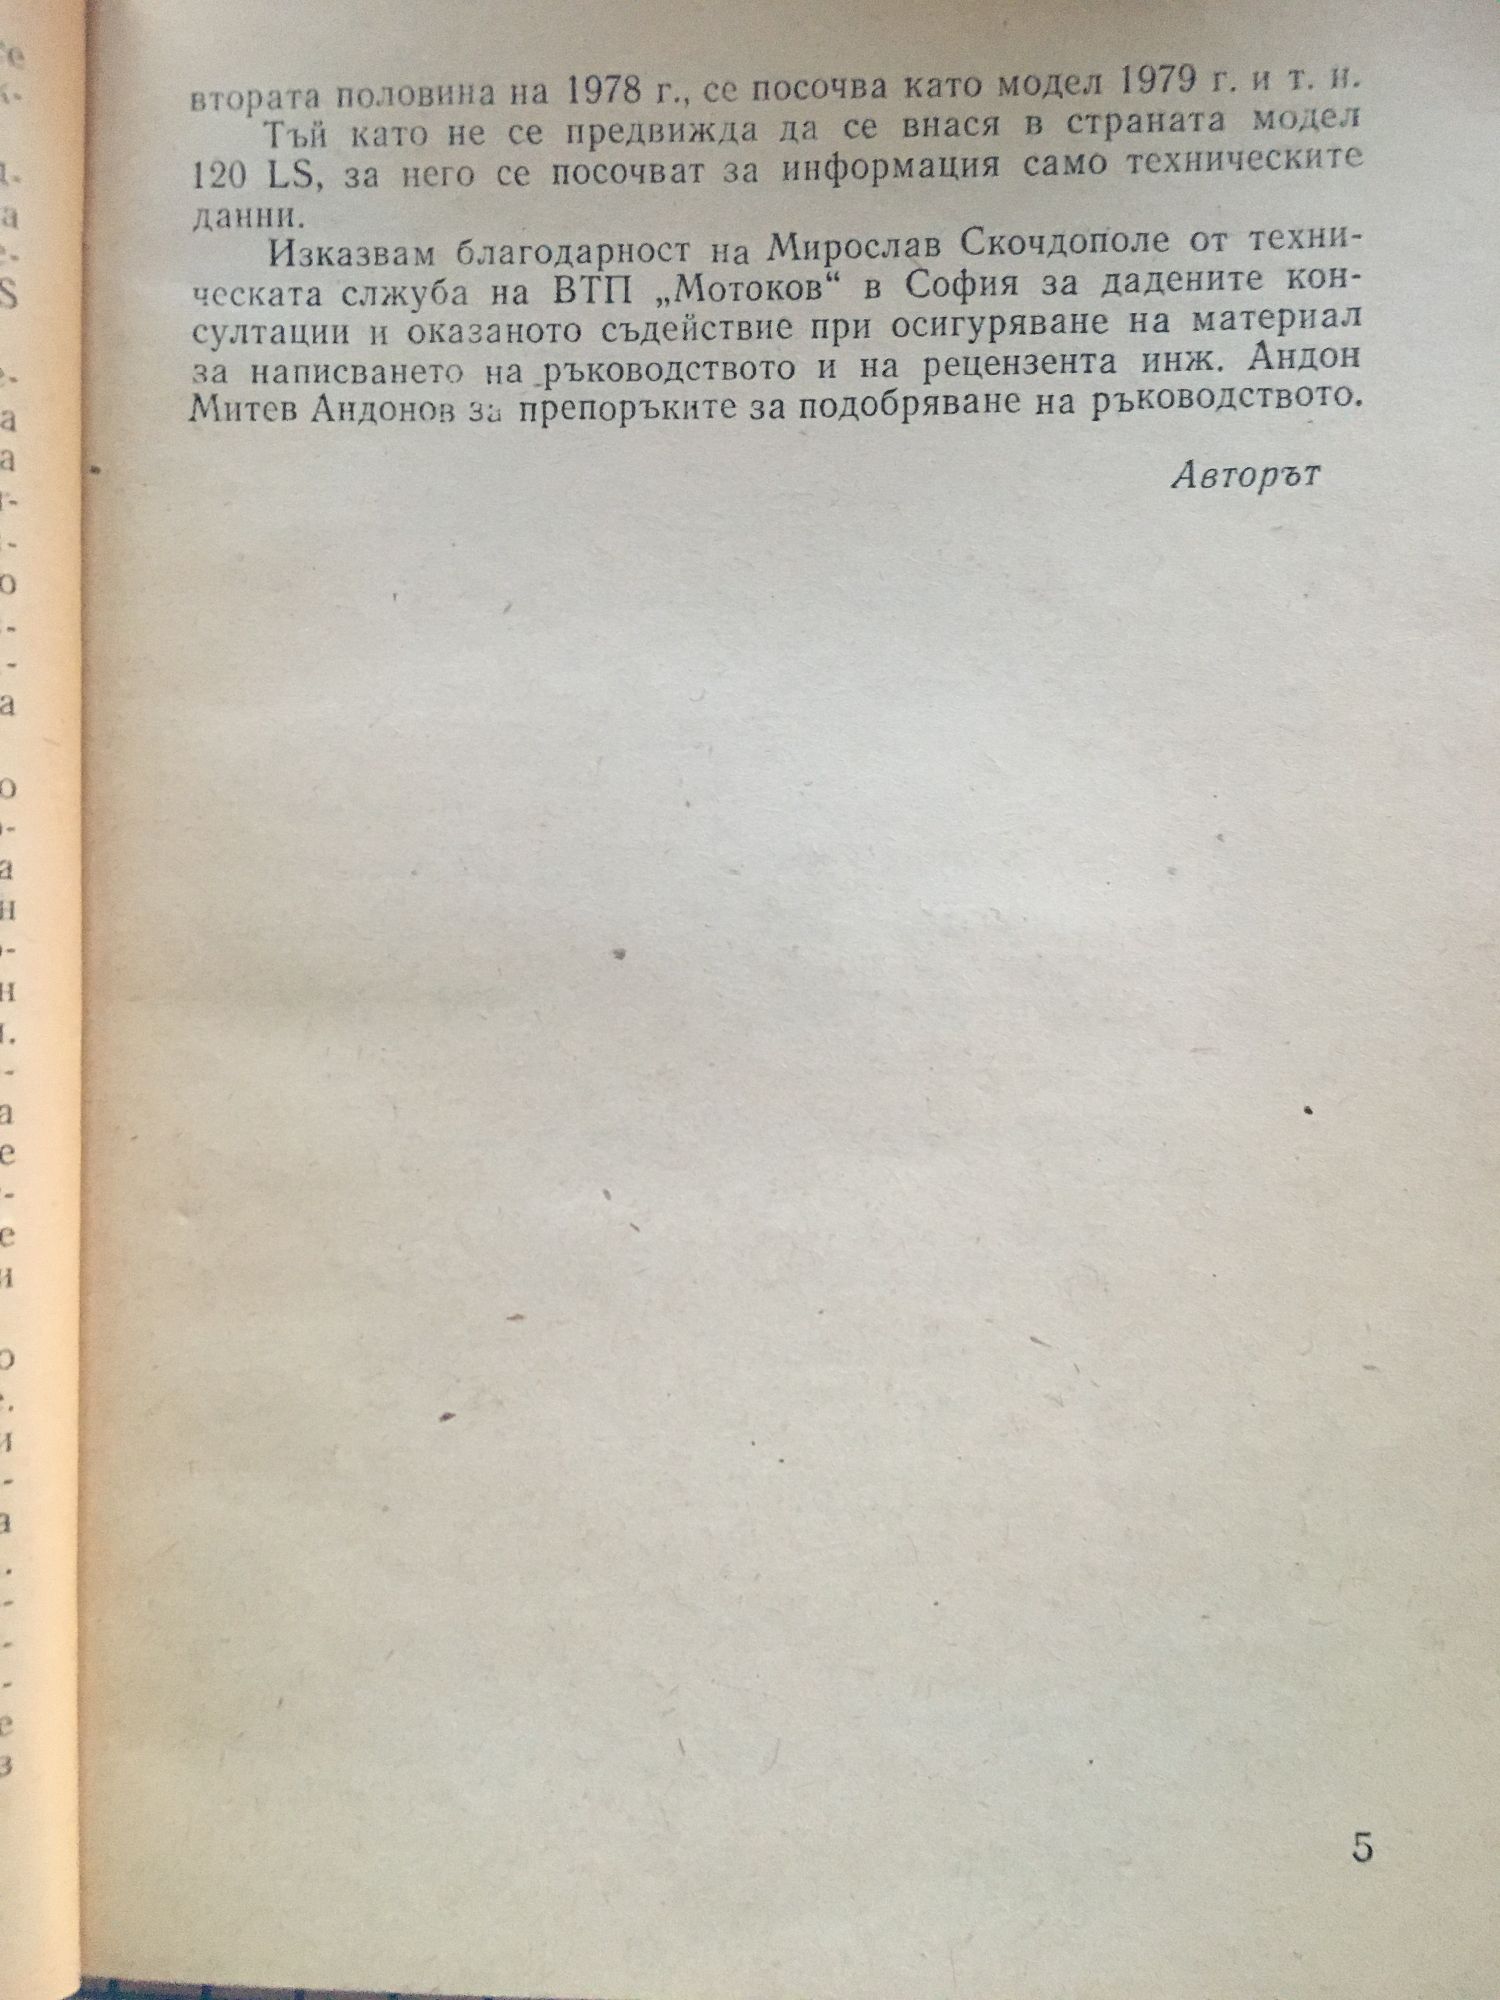 втората половина на 1978 г., се посочва като модел 1979 г. и т. н.
Тъй като не се предвижда да се внася в страната модел
120 LS, за него се посочват за информация само техническите
данни.
Изказвам благодарност на Мирослав Скочдополе от техни-
ческата слжуба на ВТП „Мотоков“ в София за дадените кон-
султации и оказаното съдействие при осигуряване на материал
за написването на ръководството и на рецензента инж. Андон
Митев Андонов за препоръките за подобряване на ръководството.
Авторът
5